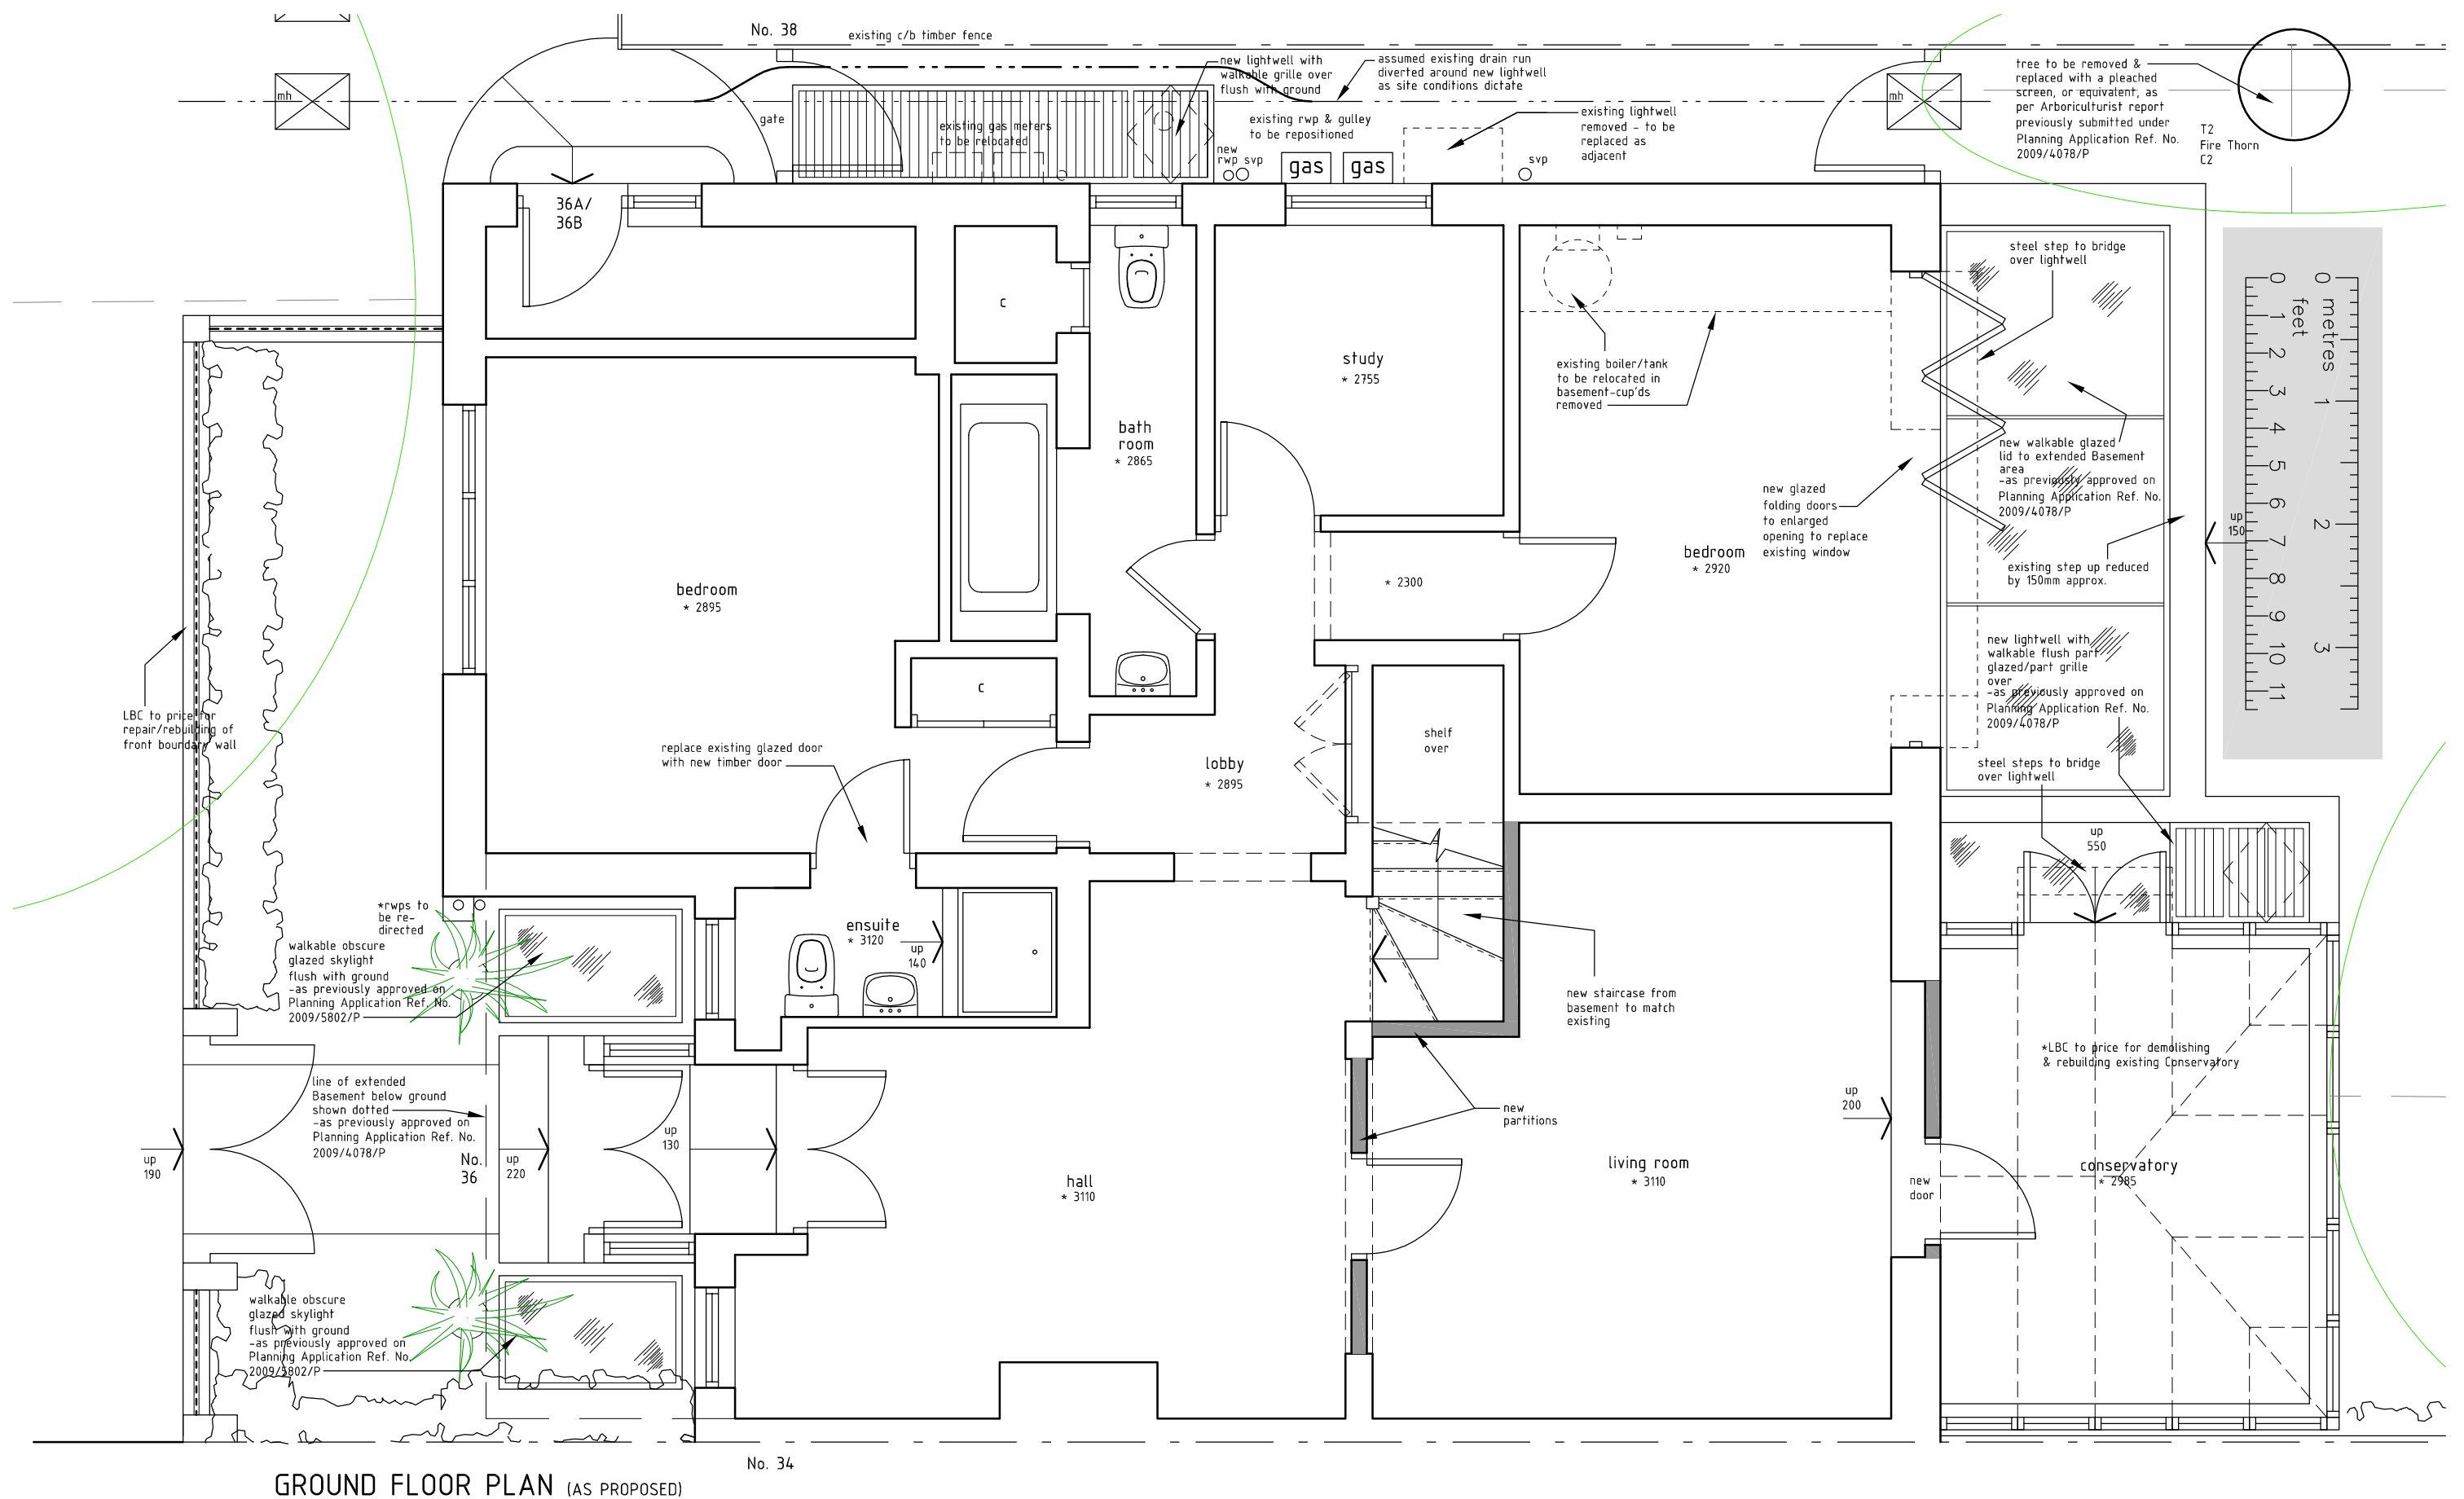 No. 38
existing c/b timber fence
mh
gate
existing gas meters
to be relocated
new lightwell with
walkable grille over
flush with ground
assumed existing drain run
diverted around new lightwell
as site conditions dictate
existing rwp & gulley
to be repositioned
new
rwp svp
gas
gas
existing lightwell
removed - to be
replaced as
adjacent
svp
mh
tree to be removed &
replaced with a pleached
screen, or equivalent, as
per Arboriculturist report
previously submitted under
Planning Application Ref. No.
2009/4078/P
T2
Fire Thorn
C2
36A/
36B
c
study
* 2755
existing boiler/tank
to be relocated in
basement-cup'ds
removed
steel step to bridge
over lightwell
0 metres 1 2 3
feet
0 1 2 3 4 5 6 7 8 9 10 11
bath
room
* 2865
new walkable glazed
lid to extended Basement
area
-as previously approved on
Planning Application Ref. No.
2009/4078/P
new glazed
folding doors
to enlarged
opening to replace
existing window
up
150
bedroom
* 2895
* 2300
bedroom
* 2920
existing step up reduced
by 150mm approx.
c
LBC to price for
repair/rebuilding of
front boundary wall
replace existing glazed door
with new timber door
lobby
* 2895
shelf
over
new lightwell with
walkable flush part
glazed/part grille
over
-as previously approved on
Planning Application Ref. No.
2009/4078/P
steel steps to bridge
over lightwell
up
550
*rwps to
be re-
directed
walkable obscure
glazed skylight
flush with ground
-as previously approved on
Planning Application Ref. No.
2009/5802/P
ensuite
* 3120
up
140
new staircase from
basement to match
existing
*LBC to price for demolishing
& rebuilding existing Conservatory
line of extended
Basement below ground
shown dotted
-as previously approved on
Planning Application Ref. No.
2009/4078/P
up
190
No.
36
up
220
up
130
new
partitions
up
200
hall
* 3110
living room
* 3110
new
door
conservatory
* 2985
walkable obscure
glazed skylight
flush with ground
-as previously approved on
Planning Application Ref. No.
2009/5802/P
No. 34
GROUND FLOOR PLAN (AS PROPOSED)